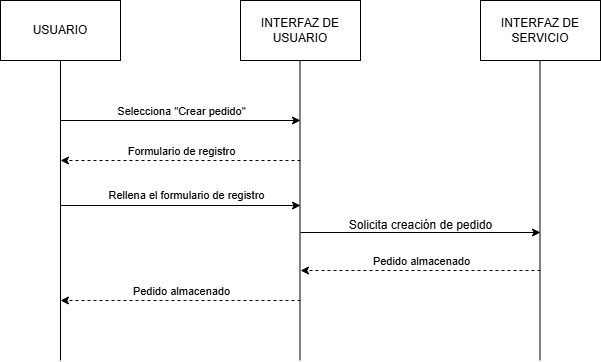 USUARIO
INTERFAZ DE
USUARIO
INTERFAZ DE
SERVICIO
Selecciona "Crear pedido"
Formulario de registro
Rellena el formulario de registro
Solicita creación de pedido
Pedido almacenado
Pedido almacenado